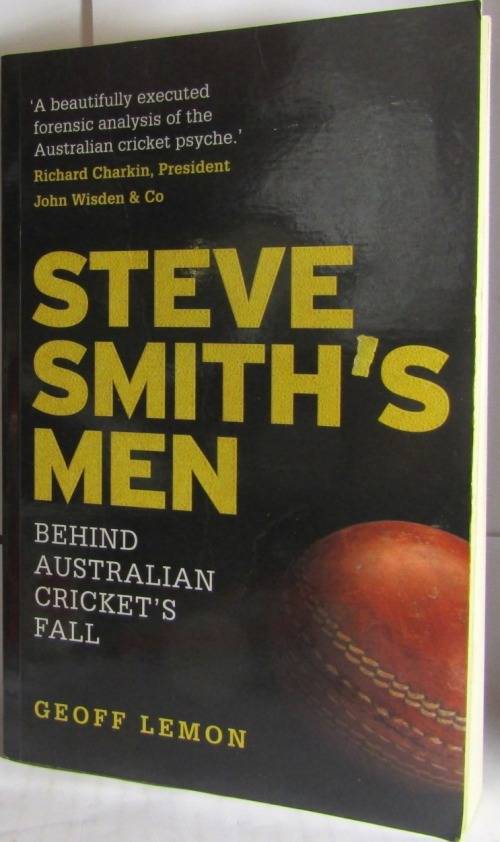 ‘A beautifully executed
forensic analysis of the
Australian cricket psyche.’
Richard Charkin, President
John Wisden & Co
STEVE
SMITH'S
MEN
BEHIND
AUSTRALIAN
CRICKET'S
FALL
GEOFF LEMON